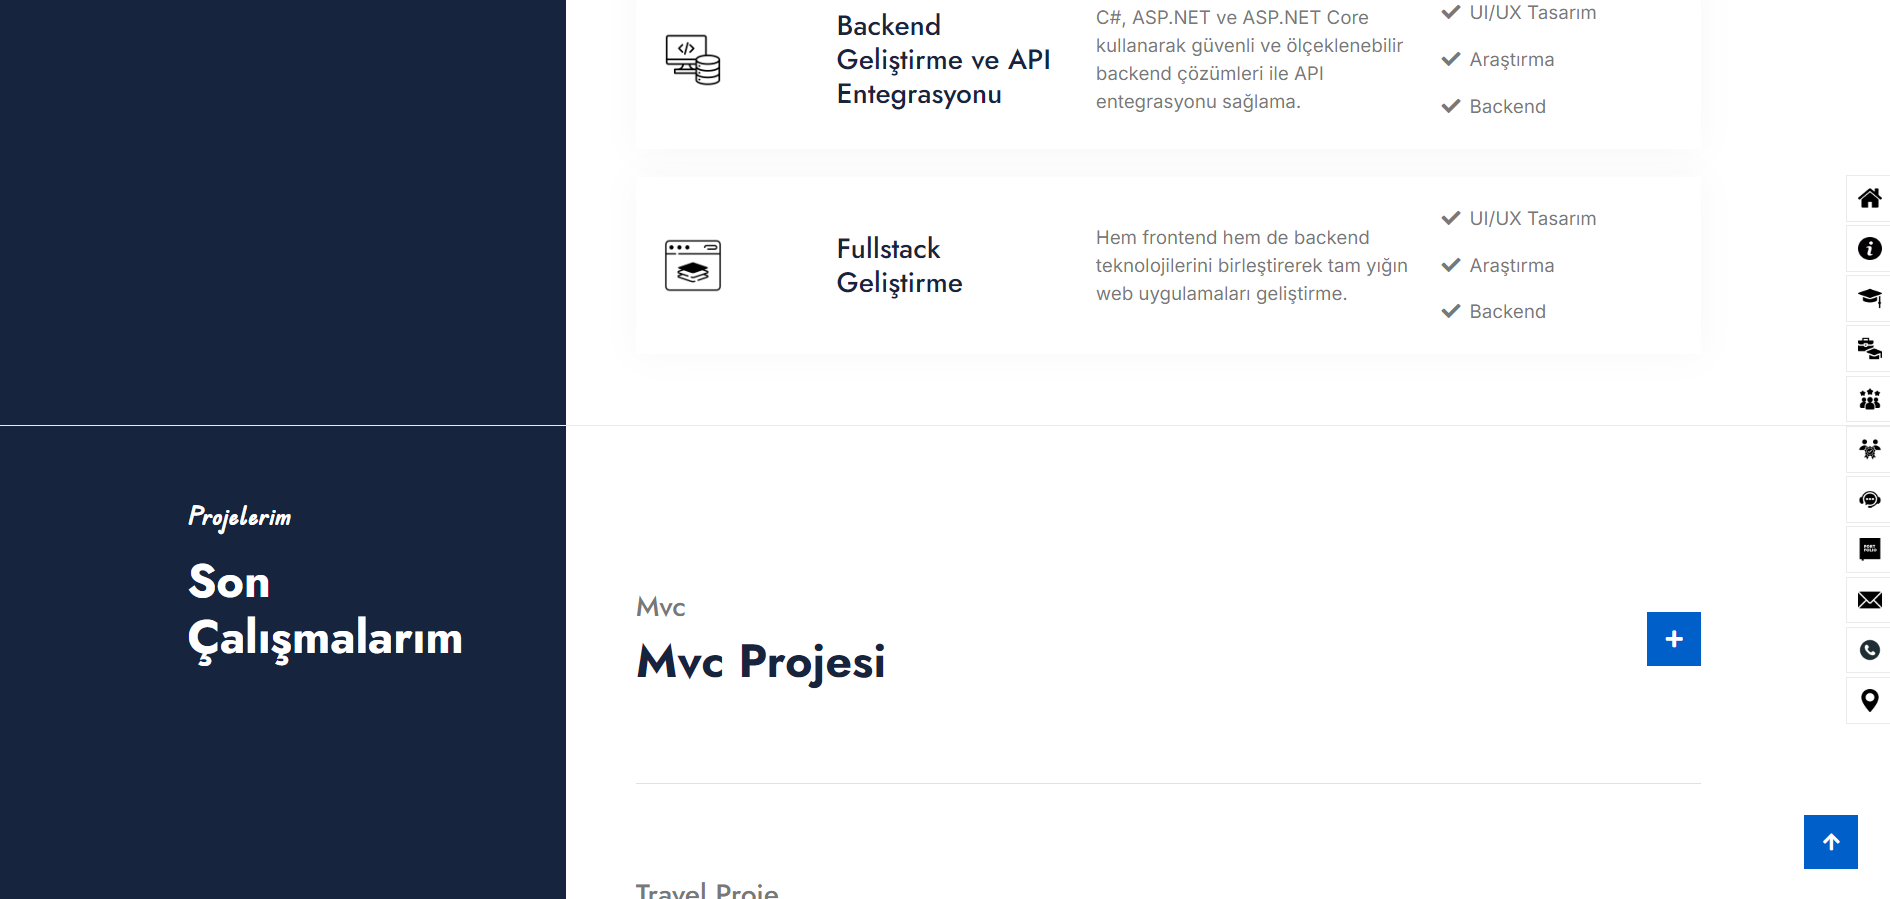 Backend
Geliştirme ve API
Entegrasyonu
C#, ASP.NET ve ASP.NET Core
kullanarak güvenli ve ölçeklenebilir
backend çözümleri ile API
entegrasyonu sağlama.
UI/UX Tasarım
Araştırma
Backend
Fullstack
Geliştirme
Hem frontend hem de backend
teknolojilerini birleştirerek tam yığın
web uygulamaları geliştirme.
UI/UX Tasarım
Araştırma
Backend
Projelerim
Son
Çalışmalarım
Mvc
Mvc Projesi
Travel Proje
PORT
FOLIO